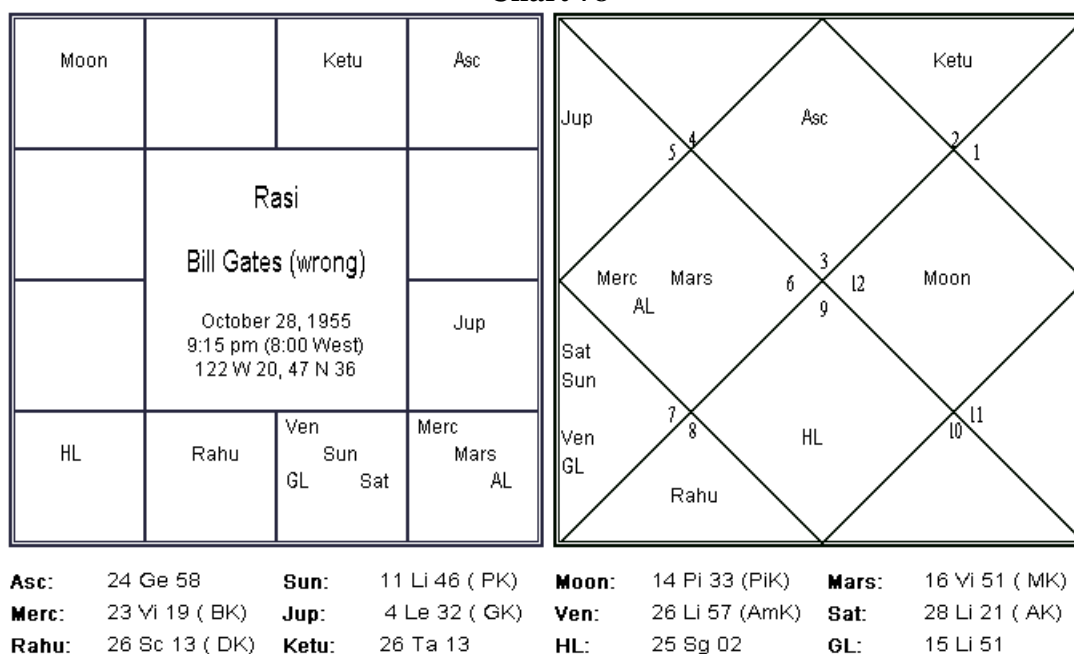 Moon Ketu Asc
Rasi
Bill Gates (wrong)
October 28, 1955
9:15 pm (8:00 West)
122 W 20, 47 N 36
Jup
HL Rahu Ven Sun GL Sat Merc Mars AL
Ketu
Jup Asc
4 2
5 1
3
Merc Mars 6 12 Moon
AL 9
Sat
Sun
7 11
8 10
Ven HL
GL
Rahu
Asc: 24 Ge 58 Sun: 11 Li 46 ( PK) Moon: 14 Pi 33 (PiK) Mars: 16 Vi 51 ( MK)
Merc: 23 Vi 19 ( BK) Jup: 4 Le 32 ( GK) Ven: 26 Li 57 (AmK) Sat: 28 Li 21 ( AK)
Rahu: 26 Sc 13 ( DK) Ketu: 26 Ta 13 HL: 25 Sg 02 GL: 15 Li 51